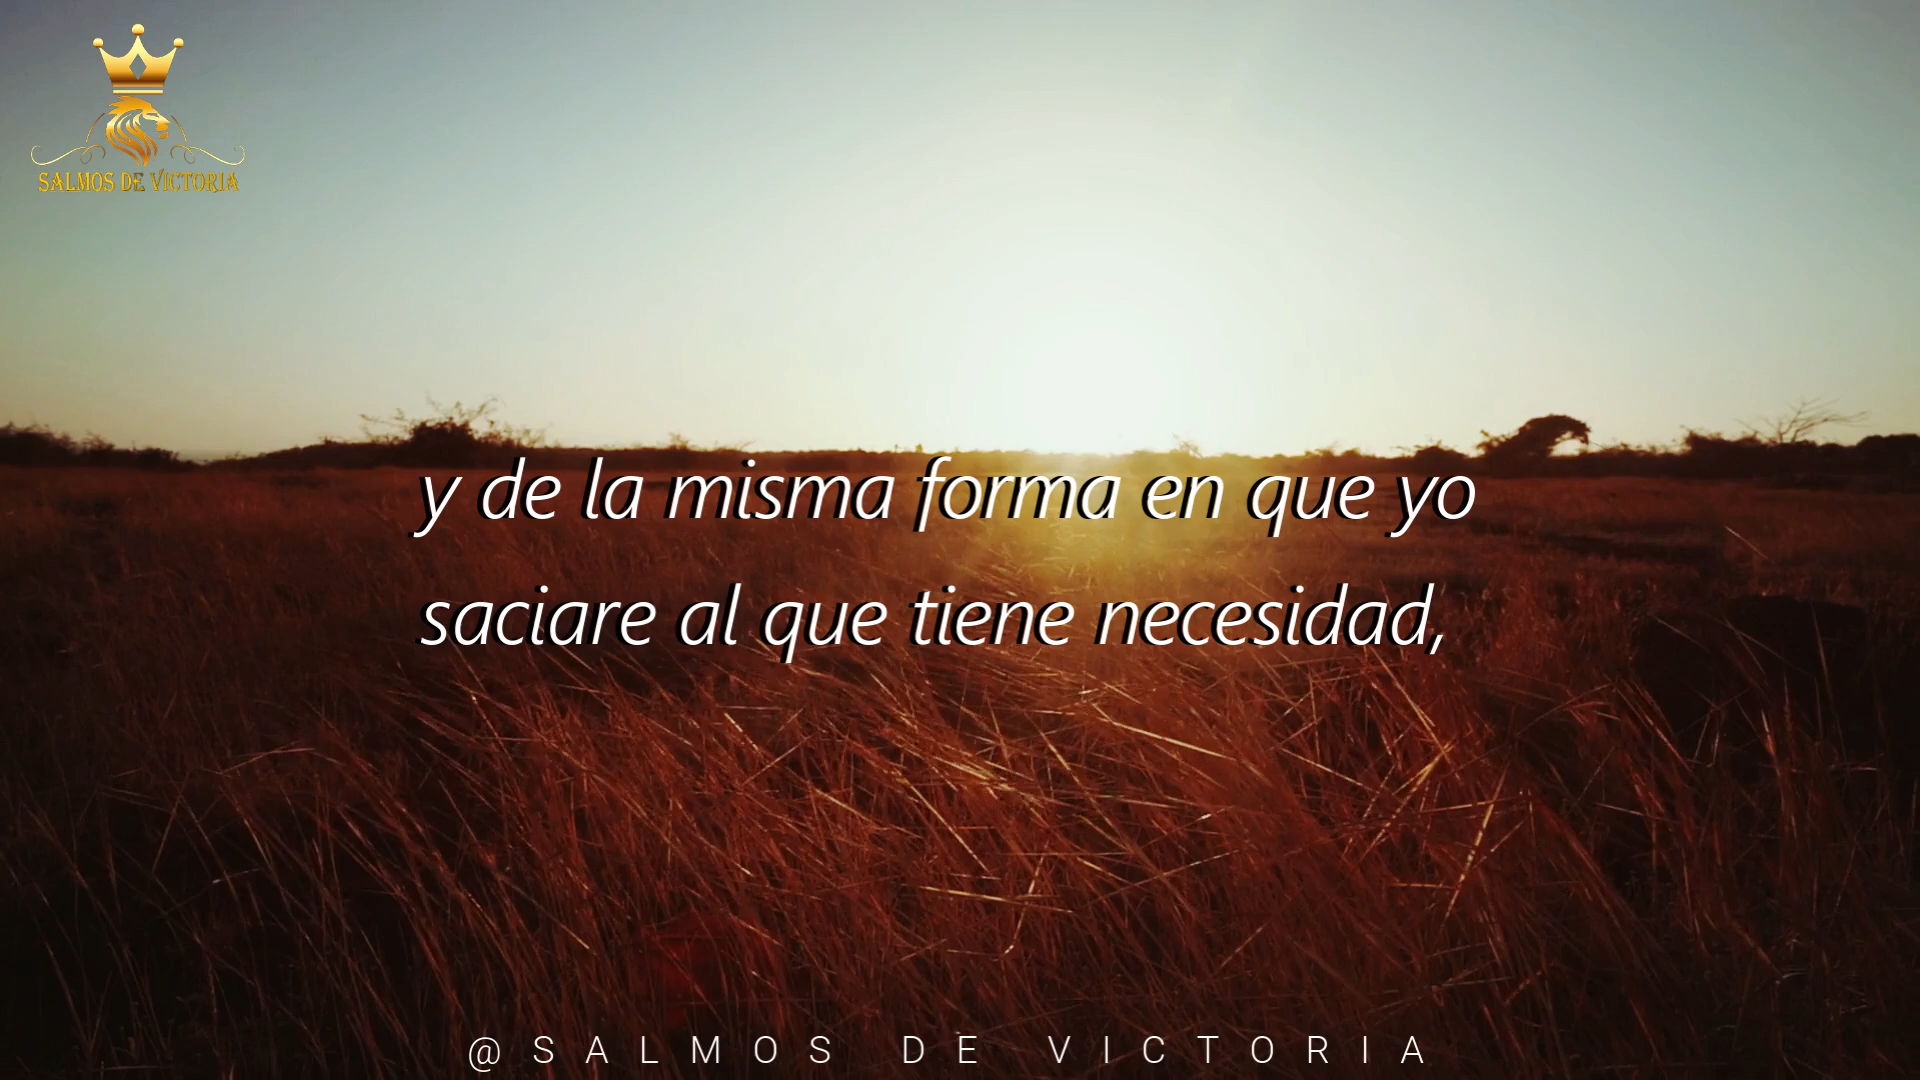 SALMOS DE VICTORIA
y de la misma forma en que yo
saciare al que tiene necesidad,
@SALMOS DE VICTORIA